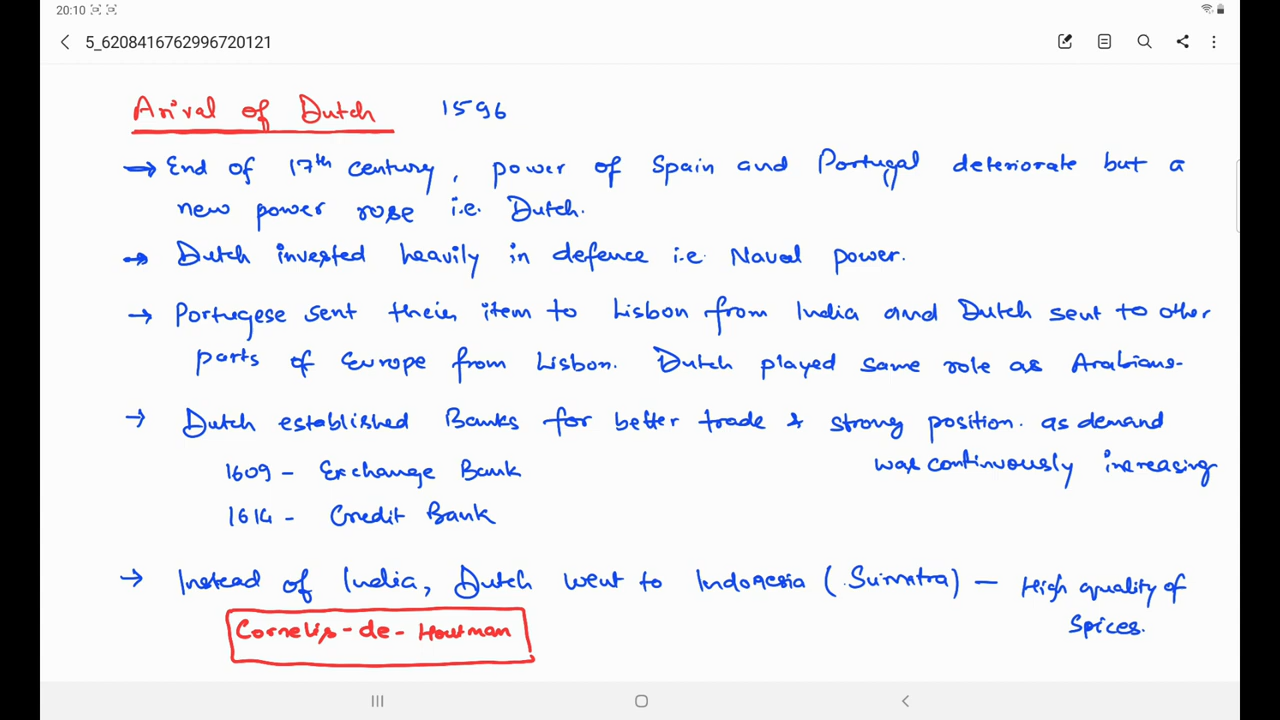 20:10
5_6208416762996720121
Arival of Dutch 1596
→ End of 17th century, power of Spain and Portugal deteriorate but a
new power rose i.e. Dutch.
→ Dutch invested heavily in defence i.e. Naval power.
→ Portugese sent their item to Lisbon from India and Dutch sent to other
parts of Europe from Lisbon. Dutch played same role as Arabians-
→ Dutch established Banks for better trade & strong position. as demand
was continuously increasing
1609 - Exchange Bank
1614 - Credit Bank
→ Instead of India, Dutch went to Indonesia (Sumatra) - High quality of
Spices.
Cornelis-de-Houtman